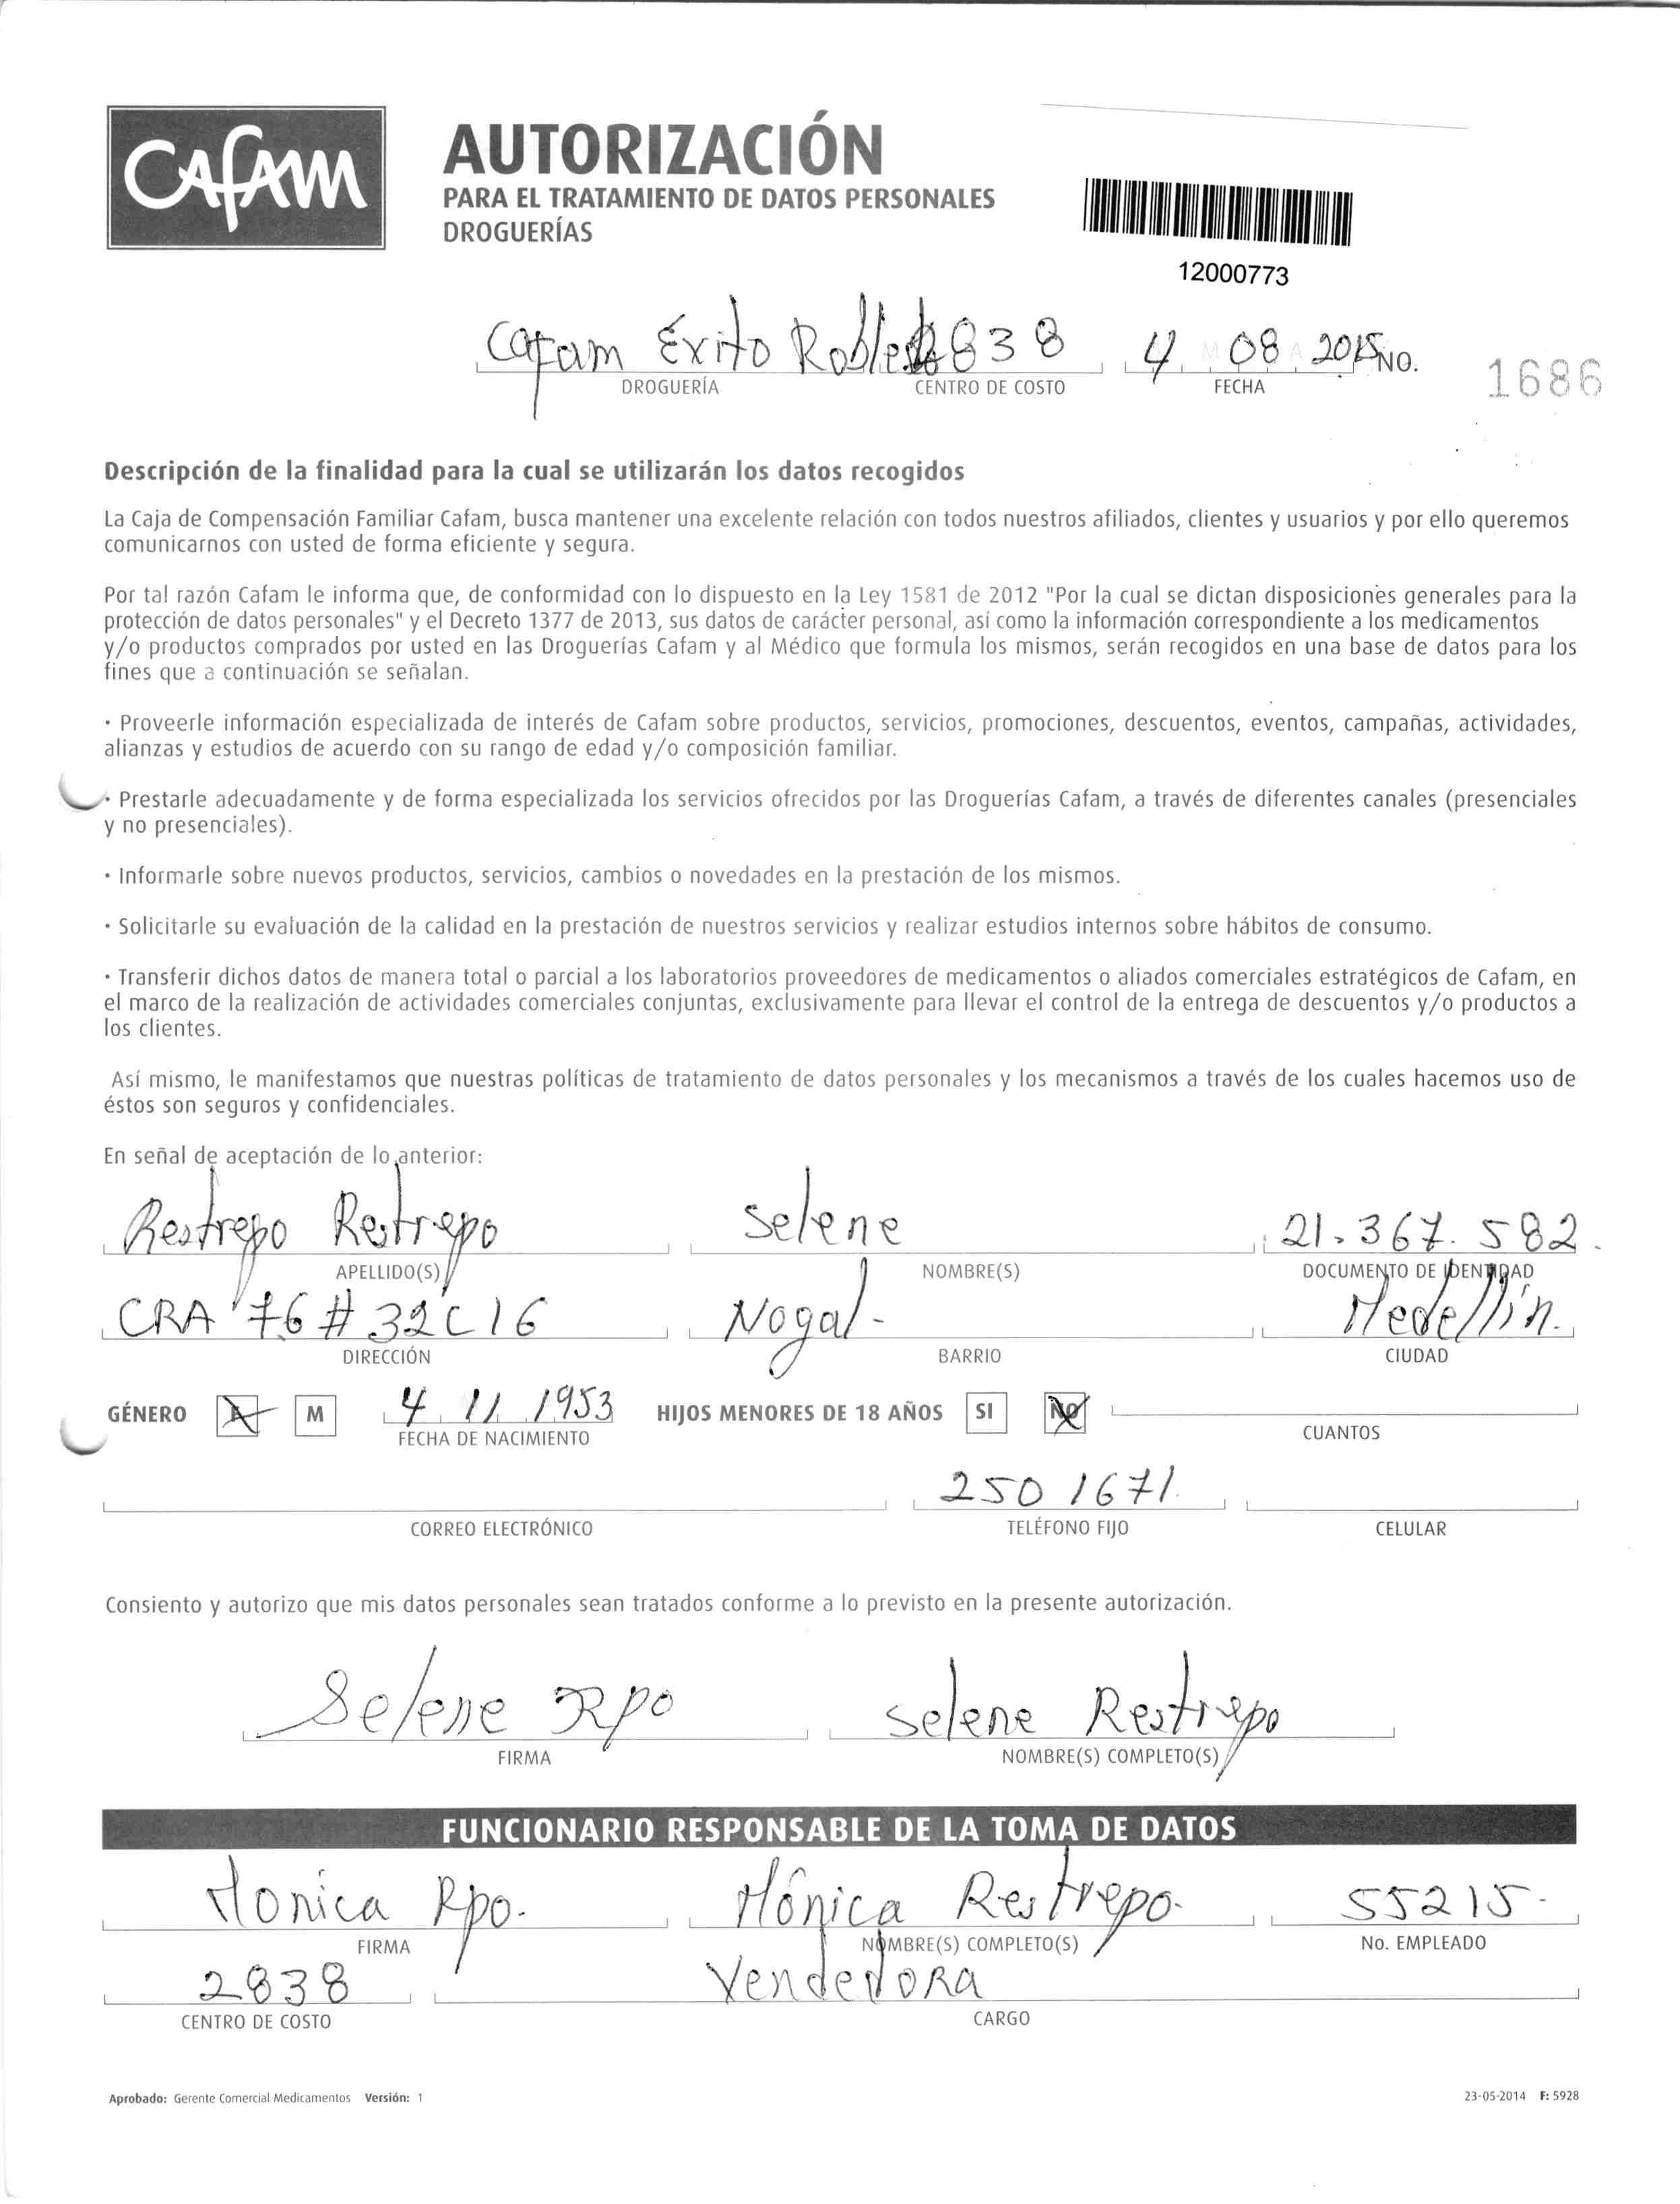 CAFAM
AUTORIZACIÓN
PARA EL TRATAMIENTO DE DATOS PERSONALES
DROGUERÍAS
12000773
Cafam Éxito Robledo 2838 4 08 2015 NO. 1686
DROGUERÍA CENTRO DE COSTO FECHA
Descripción de la finalidad para la cual se utilizarán los datos recogidos
La Caja de Compensación Familiar Cafam, busca mantener una excelente relación con todos nuestros afiliados, clientes y usuarios y por ello queremos
comunicarnos con usted de forma eficiente y segura.
Por tal razón Cafam le informa que, de conformidad con lo dispuesto en la Ley 1581 de 2012 "Por la cual se dictan disposiciones generales para la
protección de datos personales" y el Decreto 1377 de 2013, sus datos de carácter personal, así como la información correspondiente a los medicamentos
y/o productos comprados por usted en las Droguerías Cafam y al Médico que formula los mismos, serán recogidos en una base de datos para los
fines que a continuación se señalan.
· Proveerle información especializada de interés de Cafam sobre productos, servicios, promociones, descuentos, eventos, campañas, actividades,
alianzas y estudios de acuerdo con su rango de edad y/o composición familiar.
· Prestarle adecuadamente y de forma especializada los servicios ofrecidos por las Droguerías Cafam, a través de diferentes canales (presenciales
y no presenciales).
· Informarle sobre nuevos productos, servicios, cambios o novedades en la prestación de los mismos.
· Solicitarle su evaluación de la calidad en la prestación de nuestros servicios y realizar estudios internos sobre hábitos de consumo.
· Transferir dichos datos de manera total o parcial a los laboratorios proveedores de medicamentos o aliados comerciales estratégicos de Cafam, en
el marco de la realización de actividades comerciales conjuntas, exclusivamente para llevar el control de la entrega de descuentos y/o productos a
los clientes.
Así mismo, le manifestamos que nuestras políticas de tratamiento de datos personales y los mecanismos a través de los cuales hacemos uso de
éstos son seguros y confidenciales.
En señal de aceptación de lo anterior:
Restrepo Restrepo Selene 21.367.582.
APELLIDO(S) NOMBRE(S) DOCUMENTO DE IDENTIDAD
CRA 76 # 32C16 Nogal- Medellín.
DIRECCIÓN BARRIO CIUDAD
GÉNERO F M 4 11 1953 HIJOS MENORES DE 18 AÑOS SI NO
FECHA DE NACIMIENTO CUANTOS
250 1671.
CORREO ELECTRÓNICO TELÉFONO FIJO CELULAR
Consiento y autorizo que mis datos personales sean tratados conforme a lo previsto en la presente autorización.
Selene Rpo Selene Restrepo
FIRMA NOMBRE(S) COMPLETO(S)
FUNCIONARIO RESPONSABLE DE LA TOMA DE DATOS
Monica Rpo. Mónica Restrepo. 55215-
FIRMA NOMBRE(S) COMPLETO(S) No. EMPLEADO
2838 Vendedora
CENTRO DE COSTO CARGO
Aprobado: Gerente Comercial Medicamentos Versión: 1 23-05-2014 F: 5928